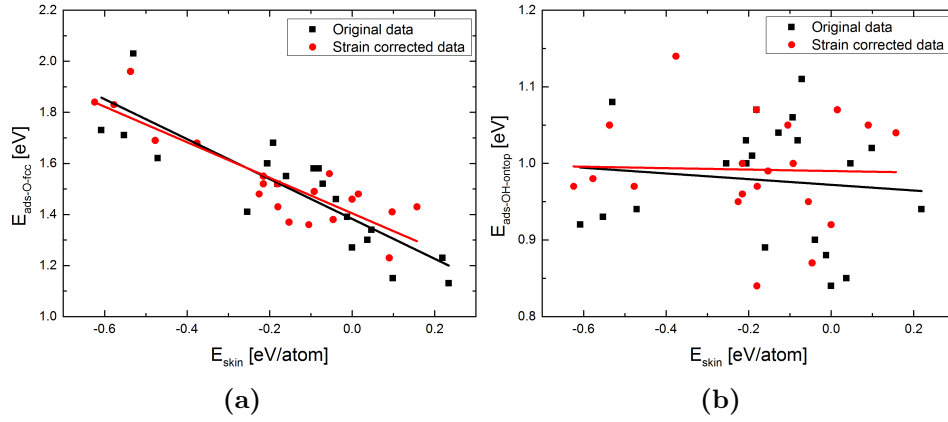 Original data
Strain corrected data
2.2
2.0
1.8
1.6
1.4
1.2
1.0
E_ads-O-fcc [eV]
-0.6
-0.4
-0.2
0.0
0.2
E_skin [eV/atom]
(a)
Original data
Strain corrected data
1.2
1.1
1.0
0.9
0.8
E_ads-OH-ontop [eV]
-0.6
-0.4
-0.2
0.0
0.2
E_skin [eV/atom]
(b)